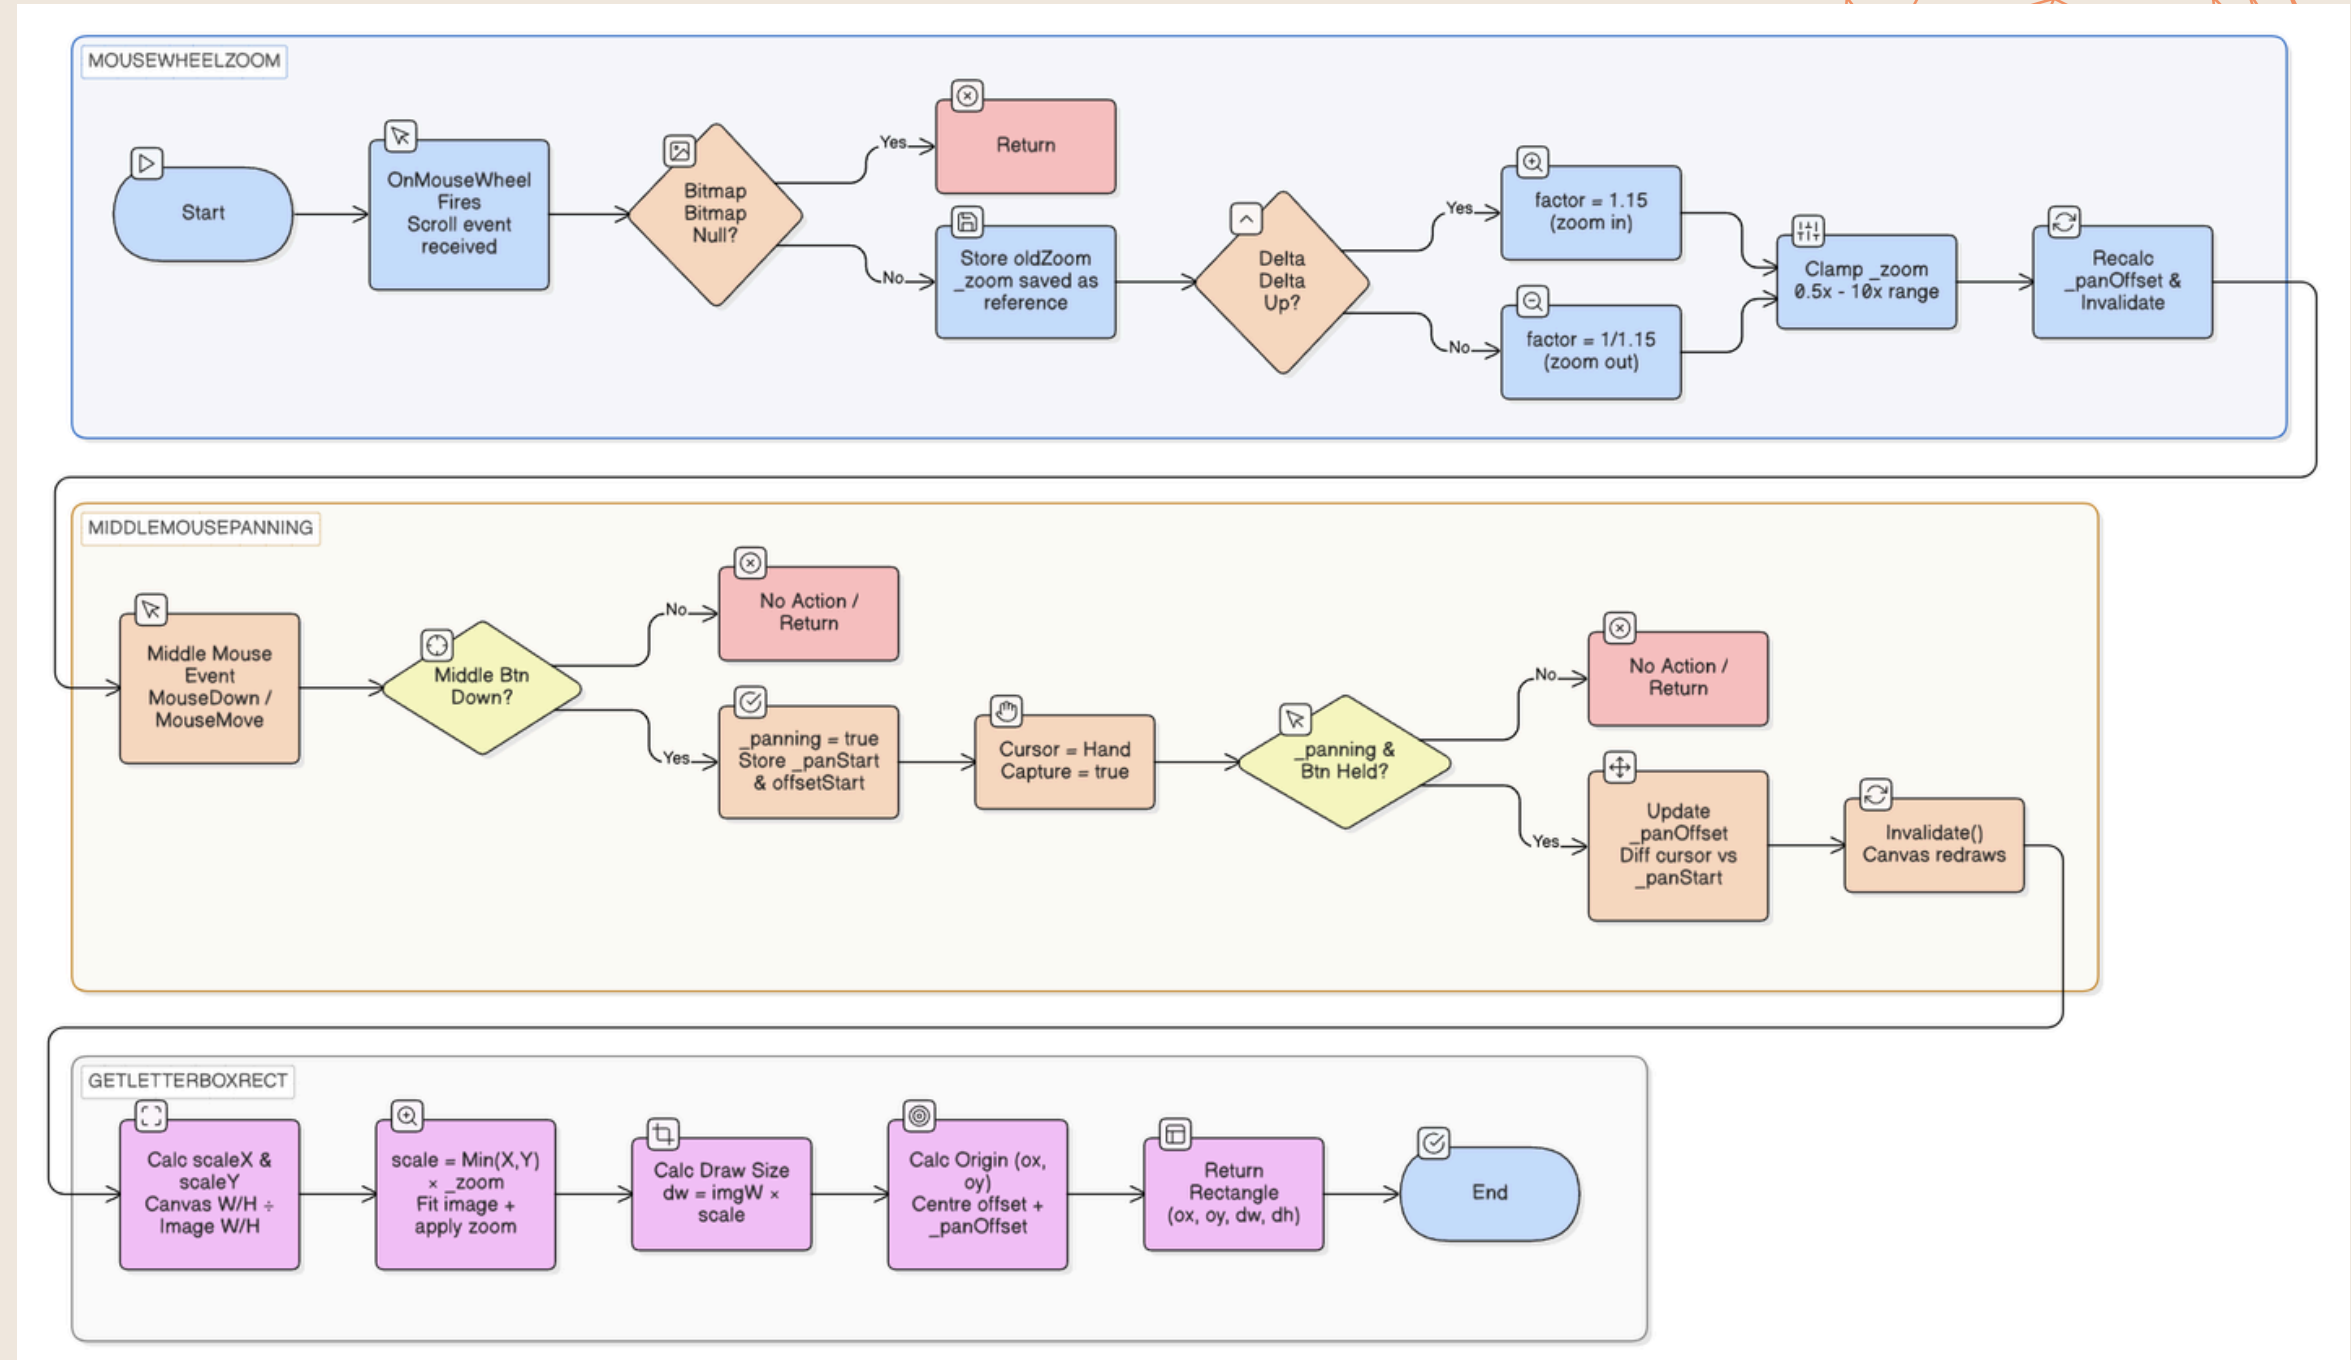 MOUSEWHEELZOOM
Start
OnMouseWheel
Fires
Scroll event
received
Bitmap
Bitmap
Null?
Yes
Return
No
Store oldZoom
_zoom saved as
reference
Delta
Delta
Up?
Yes
factor = 1.15
(zoom in)
No
factor = 1/1.15
(zoom out)
Clamp _zoom
0.5x - 10x range
Recalc
_panOffset &
Invalidate
MIDDLEMOUSEPANNING
Middle Mouse
Event
MouseDown /
MouseMove
Middle Btn
Down?
No
No Action /
Return
Yes
_panning = true
Store _panStart
& offsetStart
Cursor = Hand
Capture = true
_panning &
Btn Held?
No
No Action /
Return
Yes
Update
_panOffset
Diff cursor vs
_panStart
Invalidate()
Canvas redraws
GETLETTERBOXRECT
Calc scaleX &
scaleY
Canvas W/H ÷
Image W/H
scale = Min(X,Y)
× _zoom
Fit image +
apply zoom
Calc Draw Size
dw = imgW ×
scale
Calc Origin (ox,
oy)
Centre offset +
_panOffset
Return
Rectangle
(ox, oy, dw, dh)
End